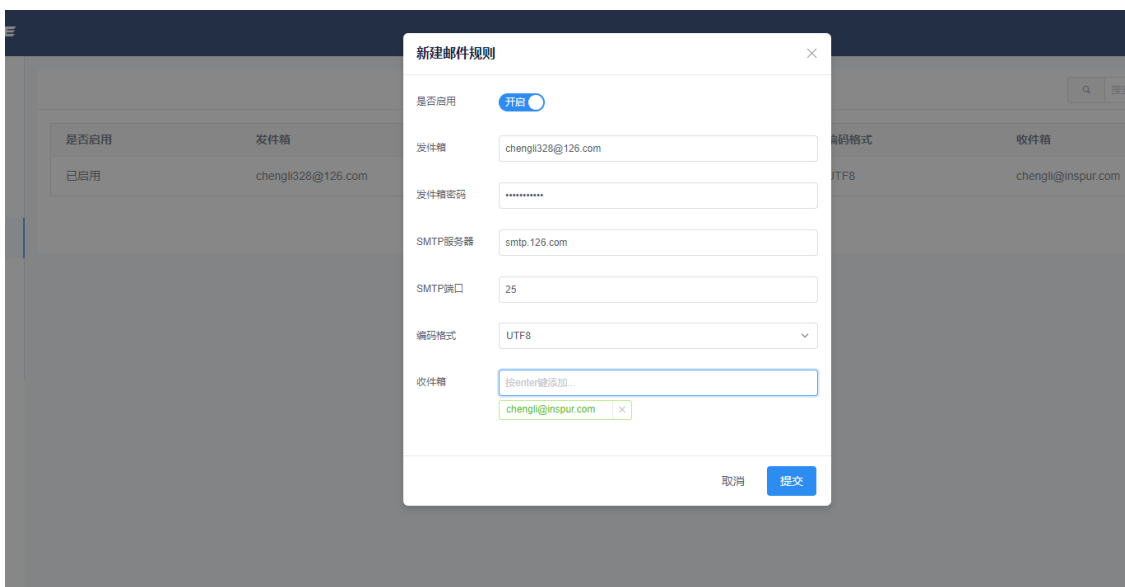 新建邮件规则
是否启用 开启
是否启用 发件箱 编码格式 收件箱
发件箱 chengli328@126.com
已启用 chengli328@126.com UTF8 chengli@inspur.com
发件箱密码 •••••••••••
SMTP服务器 smtp.126.com
SMTP端口 25
编码格式 UTF8
收件箱 按enter键添加...
chengli@inspur.com
取消 提交